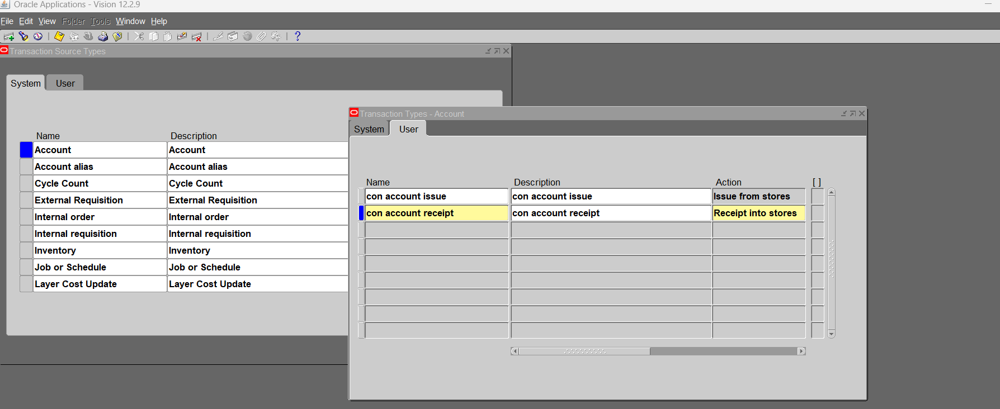 Oracle Applications - Vision 12.2.9
File Edit View Folder Tools Window Help
Transaction Source Types
System User
Name Description
Account Account
Account alias Account alias
Cycle Count Cycle Count
External Requisition External Requisition
Internal order Internal order
Internal requisition Internal requisition
Inventory Inventory
Job or Schedule Job or Schedule
Layer Cost Update Layer Cost Update
Transaction Types - Account
System User
Name Description Action [ ]
con account issue con account issue Issue from stores
con account receipt con account receipt Receipt into stores